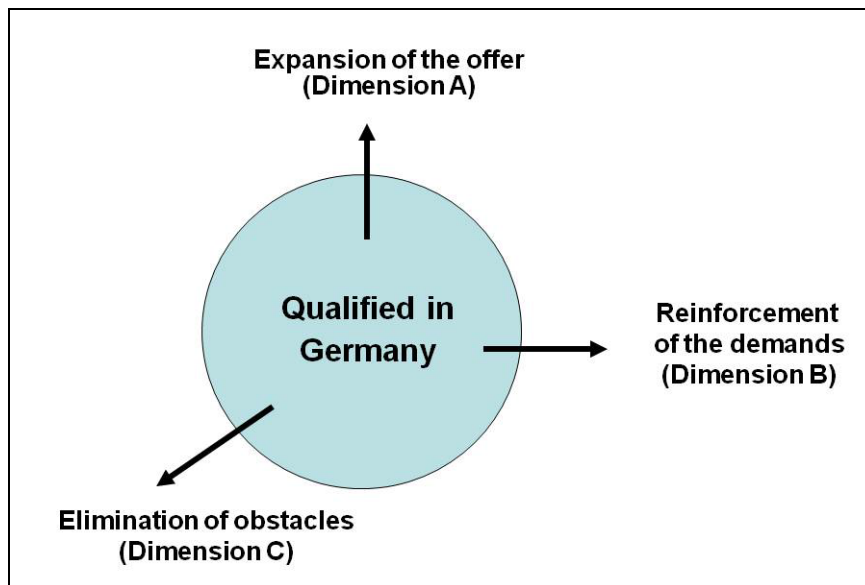 Expansion of the offer
(Dimension A)
Qualified in
Germany
Reinforcement
of the demands
(Dimension B)
Elimination of obstacles
(Dimension C)